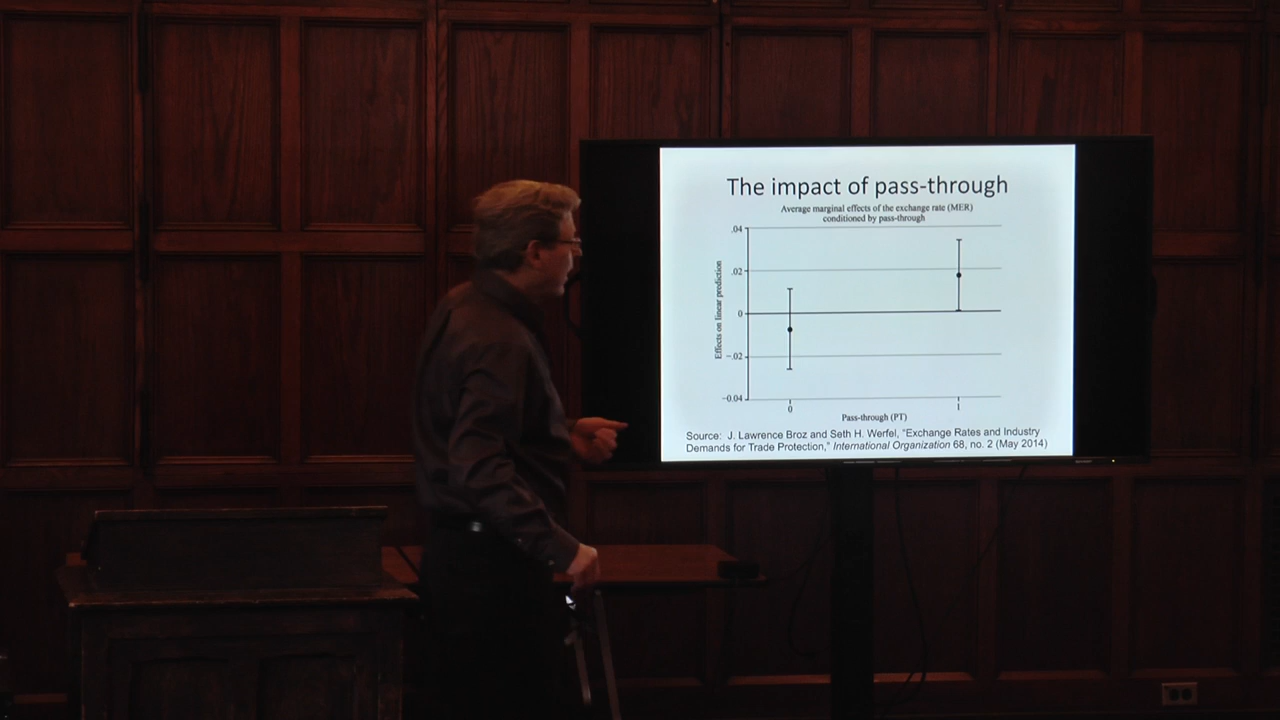 The impact of pass-through
Average marginal effects of the exchange rate (MER)
conditioned by pass-through
.04
.02
0
−.02
−0.04
Effects on linear prediction
0
1
Pass-through (PT)
Source: J. Lawrence Broz and Seth H. Werfel, "Exchange Rates and Industry
Demands for Trade Protection," International Organization 68, no. 2 (May 2014)